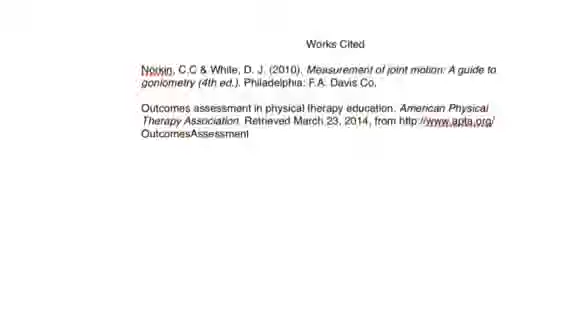 Works Cited
Norkin, C.C & White, D. J. (2010). Measurement of joint motion: A guide to
goniometry (4th ed.). Philadelphia: F.A. Davis Co.
Outcomes assessment in physical therapy education. American Physical
Therapy Association. Retrieved March 23, 2014, from http://www.apta.org/
OutcomesAssessment